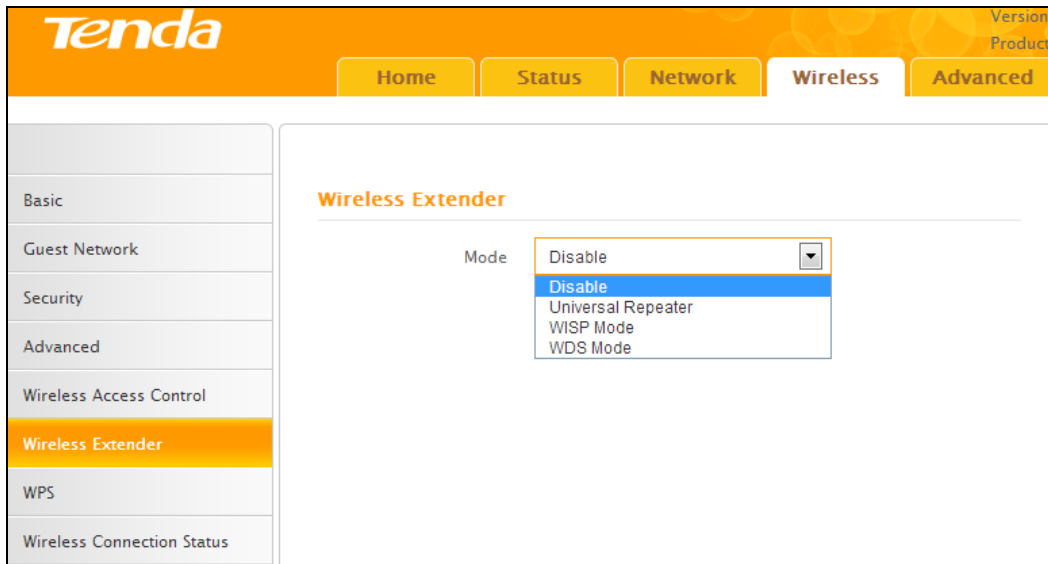 Tenda
Version
Product
Home Status Network Wireless Advanced
Basic
Guest Network
Security
Advanced
Wireless Access Control
Wireless Extender
WPS
Wireless Connection Status
Wireless Extender
Mode Disable
Disable
Universal Repeater
WISP Mode
WDS Mode